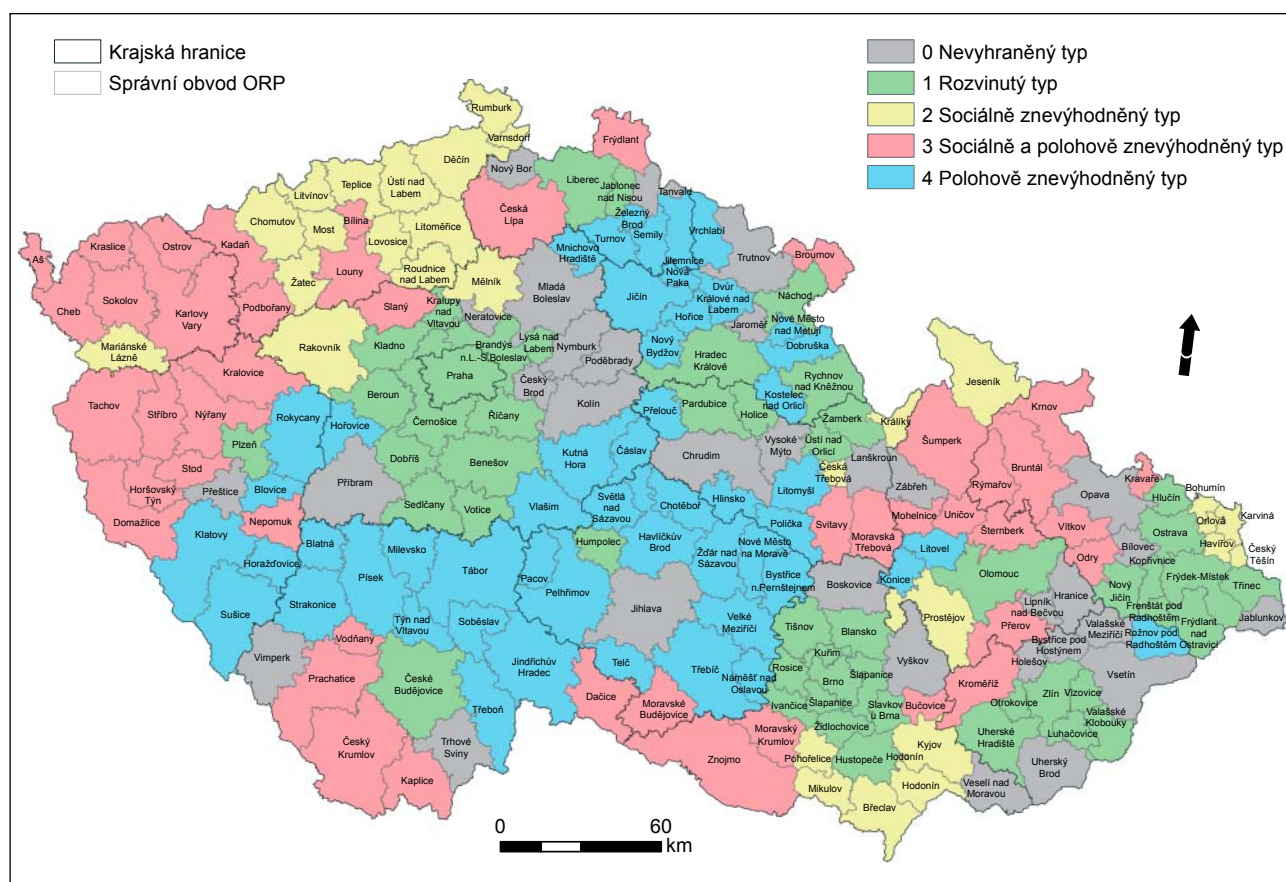 Krajská hranice
Správní obvod ORP
0 Nevyhraněný typ
1 Rozvinutý typ
2 Sociálně znevýhodněný typ
3 Sociálně a polohově znevýhodněný typ
4 Polohově znevýhodněný typ
Rumburk
Varnsdorf
Děčín
Nový Bor
Frýdlant
Liberec
Jablonec
nad Nisou
Tanvald
Železný
Brod
Semily
Turnov
Vrchlabí
Jilemnice
Nová
Paka
Mnichovo
Hradiště
Trutnov
Broumov
Litvínov
Teplice
Ústí nad
Labem
Chomutov
Most
Bílina
Lovosice
Litoměřice
Česká
Lípa
Roudnice
nad Labem
Mělník
Žatec
Louny
Kraslice
Ostrov
Kadaň
Aš
Cheb
Sokolov
Karlovy
Vary
Podbořany
Mariánské
Lázně
Slaný
Kralupy
nad
Vltavou
Neratovice
Mladá
Boleslav
Jičín
Dvůr
Králové nad
Labem
Hořice
Jaroměř
Náchod
Nové Město
nad Metují
Dobruška
Rakovník
Kladno
Brandýs
n.L.-S.Boleslav
Lysá nad
Labem
Nymburk
Poděbrady
Nový
Bydžov
Hradec
Králové
Rychnov
nad Kněžnou
Kralovice
Praha
Český
Brod
Kolín
Beroun
Černošice
Říčany
Přelouč
Pardubice
Holice
Kostelec
nad Orlicí
Žamberk
Králíky
Jeseník
Tachov
Stříbro
Nýřany
Rokycany
Hořovice
Plzeň
Dobříš
Benešov
Kutná
Hora
Čáslav
Chrudim
Vysoké
Mýto
Ústí nad
Orlicí
Česká
Třebová
Lanškroun
Šumperk
Krnov
Bruntál
Rýmařov
Zábřeh
Stod
Horšovský
Týn
Domažlice
Přeštice
Blovice
Nepomuk
Příbram
Sedlčany
Votice
Vlašim
Světlá
nad
Sázavou
Chotěboř
Hlinsko
Litomyšl
Polička
Svitavy
Moravská
Třebová
Mohelnice
Uničov
Šternberk
Opava
Kravaře
Hlučín
Bohumín
Orlová
Karviná
Havířov
Český
Těšín
Ostrava
Vítkov
Odry
Bílovec
Kopřivnice
Klatovy
Horažďovice
Sušice
Blatná
Milevsko
Písek
Strakonice
Tábor
Týn nad
Vltavou
Soběslav
Pacov
Pelhřimov
Humpolec
Havlíčkův
Brod
Žďár nad
Sázavou
Nové Město
na Moravě
Bystřice
n.Pernštejnem
Boskovice
Konice
Litovel
Olomouc
Prostějov
Přerov
Lipník
nad Bečvou
Hranice
Nový
Jičín
Frýdek-Místek
Třinec
Frenštát pod
Radhoštěm
Frýdlant
nad
Ostravicí
Rožnov pod
Radhoštěm
Jablunkov
Valašské
Meziříčí
Bystřice pod
Hostýnem
Holešov
Vsetín
Vimperk
Vodňany
Prachatice
České
Budějovice
Český
Krumlov
Kaplice
Trhové
Sviny
Třeboň
Jindřichův
Hradec
Jihlava
Telč
Dačice
Třebíč
Velké
Meziříčí
Náměšť nad
Oslavou
Moravské
Budějovice
Moravský
Krumlov
Znojmo
Tišnov
Blansko
Kuřim
Rosice
Brno
Šlapanice
Ivančice
Šlapanice
Slavkov
u Brna
Židlochovice
Vyškov
Bučovice
Kroměříž
Otrokovice
Zlín
Vizovice
Luhačovice
Valašské
Klobouky
Uherské
Hradiště
Uherský
Brod
Pohořelice
Hustopeče
Kyjov
Hodonín
Mikulov
Břeclav
Hodonín
Veselí nad
Moravou
0
60
km